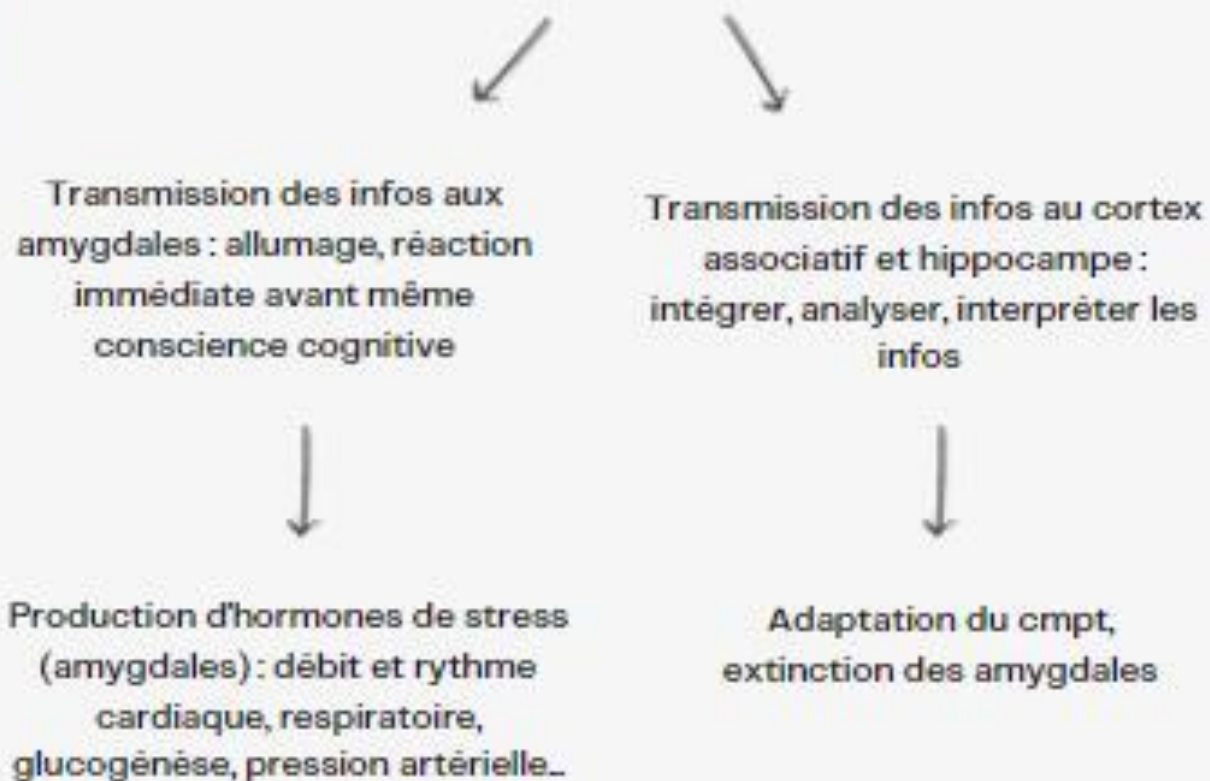 Transmission des infos aux
amygdales : allumage, réaction
immédiate avant même
conscience cognitive
Transmission des infos au cortex
associatif et hippocampe :
intégrer, analyser, interpréter les
infos
Production d'hormones de stress
(amygdales) : débit et rythme
cardiaque, respiratoire,
glucogénèse, pression artérielle...
Adaptation du cmpt,
extinction des amygdales